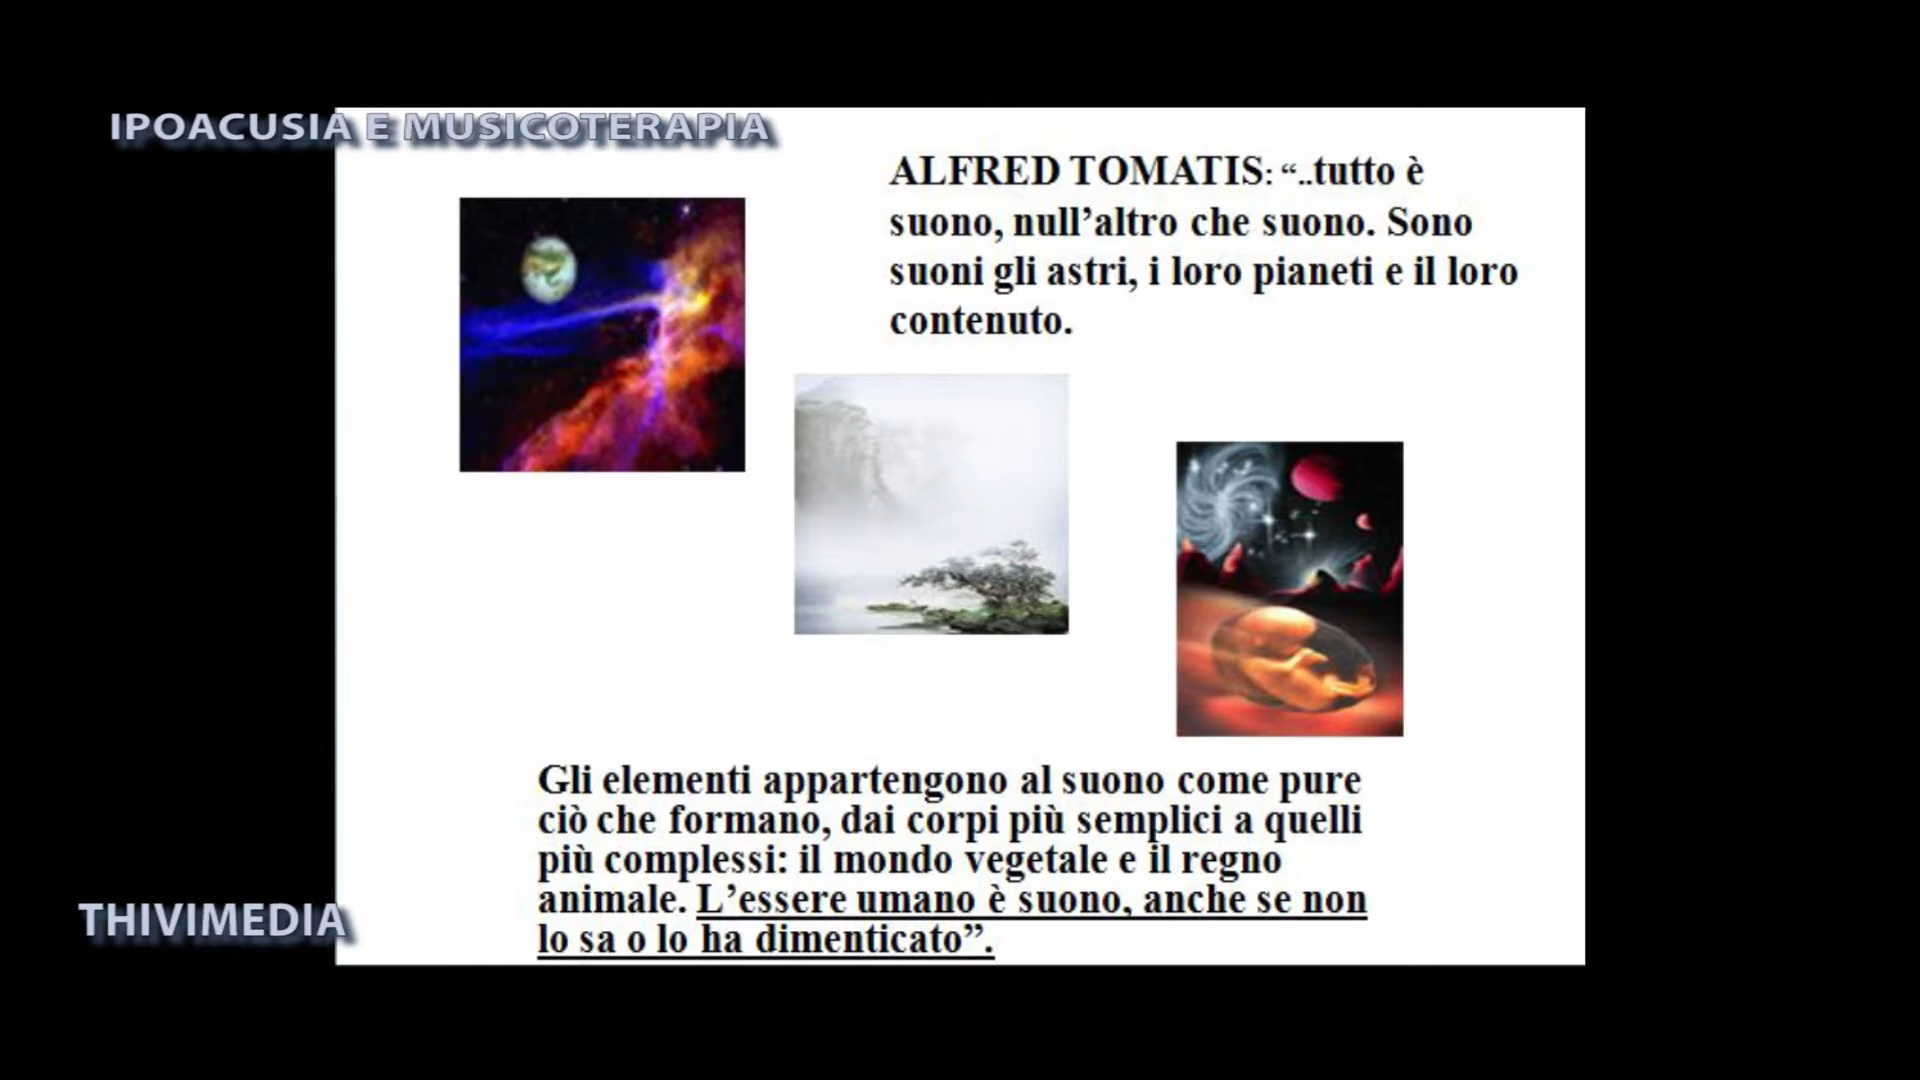 IPOACUSIA E MUSICOTERAPIA
ALFRED TOMATIS: “..tutto è
suono, null’altro che suono. Sono
suoni gli astri, i loro pianeti e il loro
contenuto.
Gli elementi appartengono al suono come pure
ciò che formano, dai corpi più semplici a quelli
più complessi: il mondo vegetale e il regno
animale. L’essere umano è suono, anche se non
lo sa o lo ha dimenticato”.
THIVIMEDIA